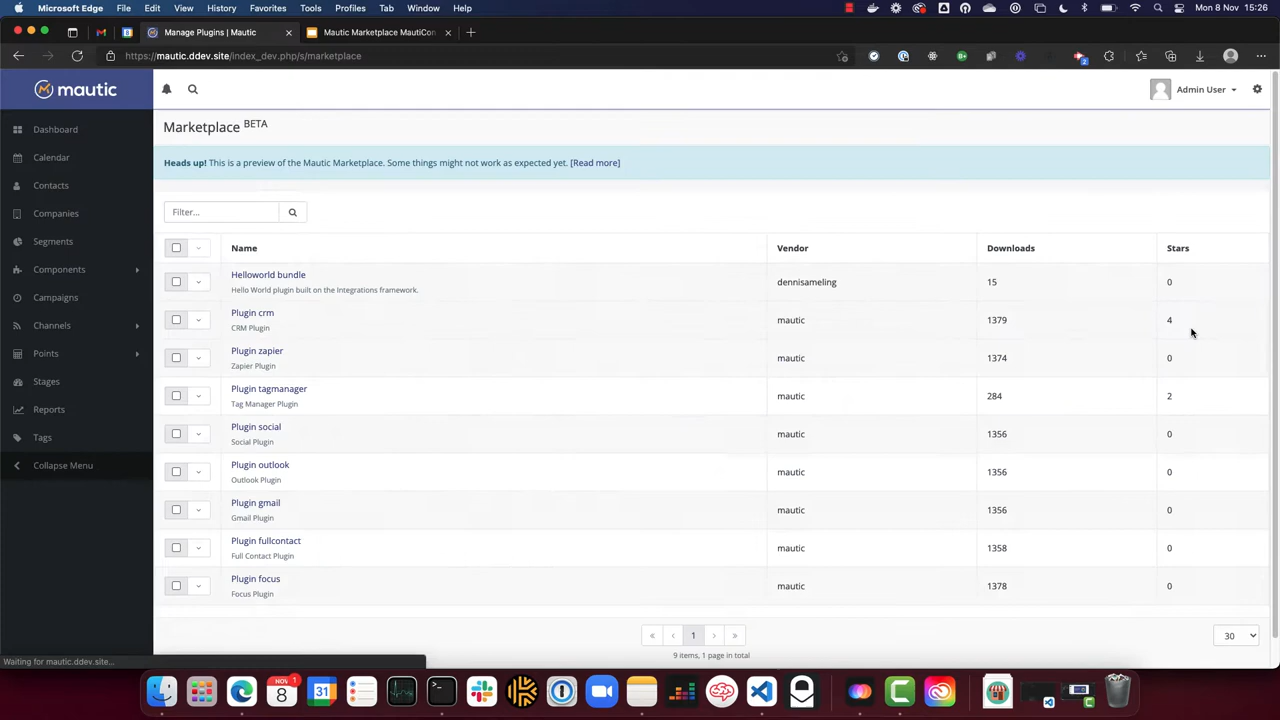 Microsoft Edge File Edit View History Favorites Tools Profiles Tab Window Help Mon 8 Nov 15:26
Manage Plugins | Mautic
Mautic Marketplace MautiCon
https://mautic.ddev.site/index_dev.php/s/marketplace
mautic
Admin User
Dashboard
Calendar
Contacts
Companies
Segments
Components
Campaigns
Channels
Points
Stages
Reports
Tags
Collapse Menu
Marketplace BETA
Heads up! This is a preview of the Mautic Marketplace. Some things might not work as expected yet. [Read more]
Filter...
Name Vendor Downloads Stars
Helloworld bundle dennisameling 15 0
Hello World plugin built on the Integrations framework.
Plugin crm mautic 1379 4
CRM Plugin
Plugin zapier mautic 1374 0
Zapier Plugin
Plugin tagmanager mautic 284 2
Tag Manager Plugin
Plugin social mautic 1356 0
Social Plugin
Plugin outlook mautic 1356 0
Outlook Plugin
Plugin gmail mautic 1356 0
Gmail Plugin
Plugin fullcontact mautic 1358 0
Full Contact Plugin
Plugin focus mautic 1378 0
Focus Plugin
« ‹ 1 › »
30
9 items, 1 page in total
Waiting for mautic.ddev.site...
NOV
8
1
31